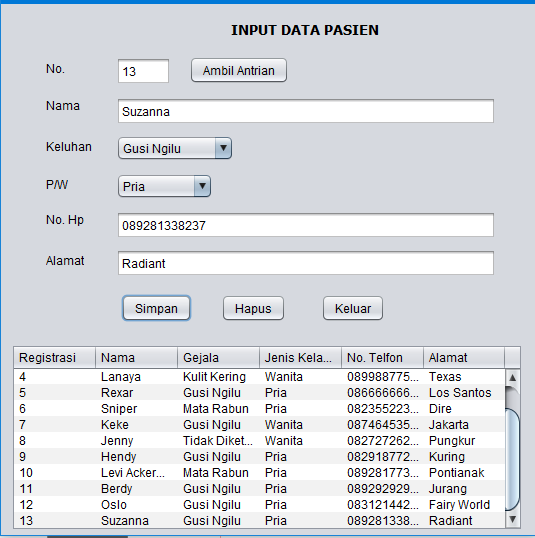 INPUT DATA PASIEN
No. 13 Ambil Antrian
Nama Suzanna
Keluhan Gusi Ngilu
P/W Pria
No. Hp 089281338237
Alamat Radiant
Simpan Hapus Keluar
Registrasi Nama Gejala Jenis Kela... No. Telfon Alamat
4 Lanaya Kulit Kering Wanita 089988775... Texas
5 Rexar Gusi Ngilu Pria 086666666... Los Santos
6 Sniper Mata Rabun Pria 082355223... Dire
7 Keke Gusi Ngilu Wanita 087464535... Jakarta
8 Jenny Tidak Diket... Wanita 082727262... Pungkur
9 Hendy Gusi Ngilu Pria 082918772... Kuring
10 Levi Acker... Mata Rabun Pria 089281773... Pontianak
11 Berdy Gusi Ngilu Pria 089292929... Jurang
12 Oslo Gusi Ngilu Pria 083121442... Fairy World
13 Suzanna Gusi Ngilu Pria 089281338... Radiant